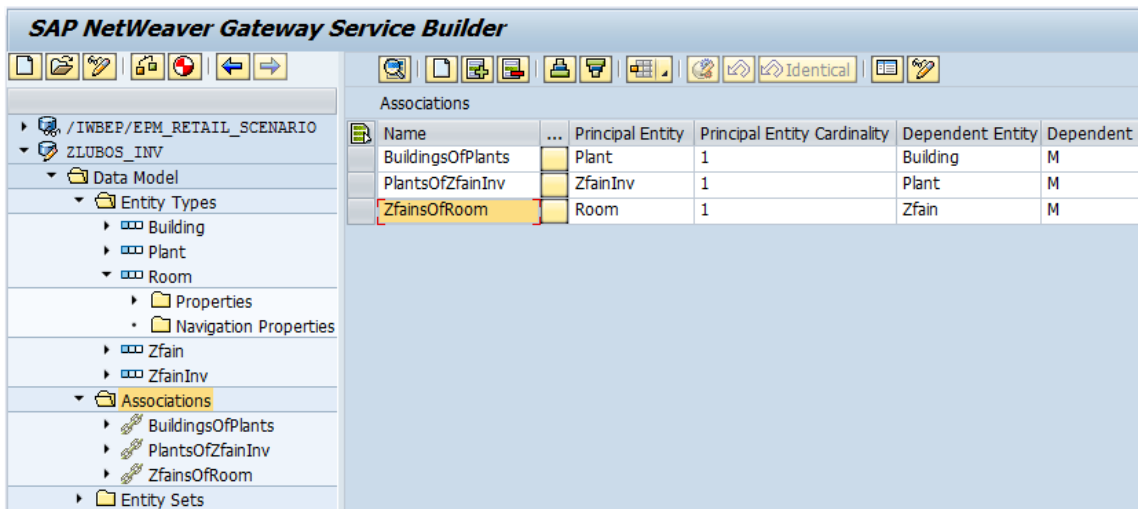 SAP NetWeaver Gateway Service Builder
Identical
Associations
/IWBEP/EPM_RETAIL_SCENARIO
ZLUBOS_INV
Data Model
Entity Types
Building
Plant
Room
Properties
Navigation Properties
Zfain
ZfainInv
Associations
BuildingsOfPlants
PlantsOfZfainInv
ZfainsOfRoom
Entity Sets
Name ... Principal Entity Principal Entity Cardinality Dependent Entity Dependent
BuildingsOfPlants Plant 1 Building M
PlantsOfZfainInv ZfainInv 1 Plant M
ZfainsOfRoom Room 1 Zfain M